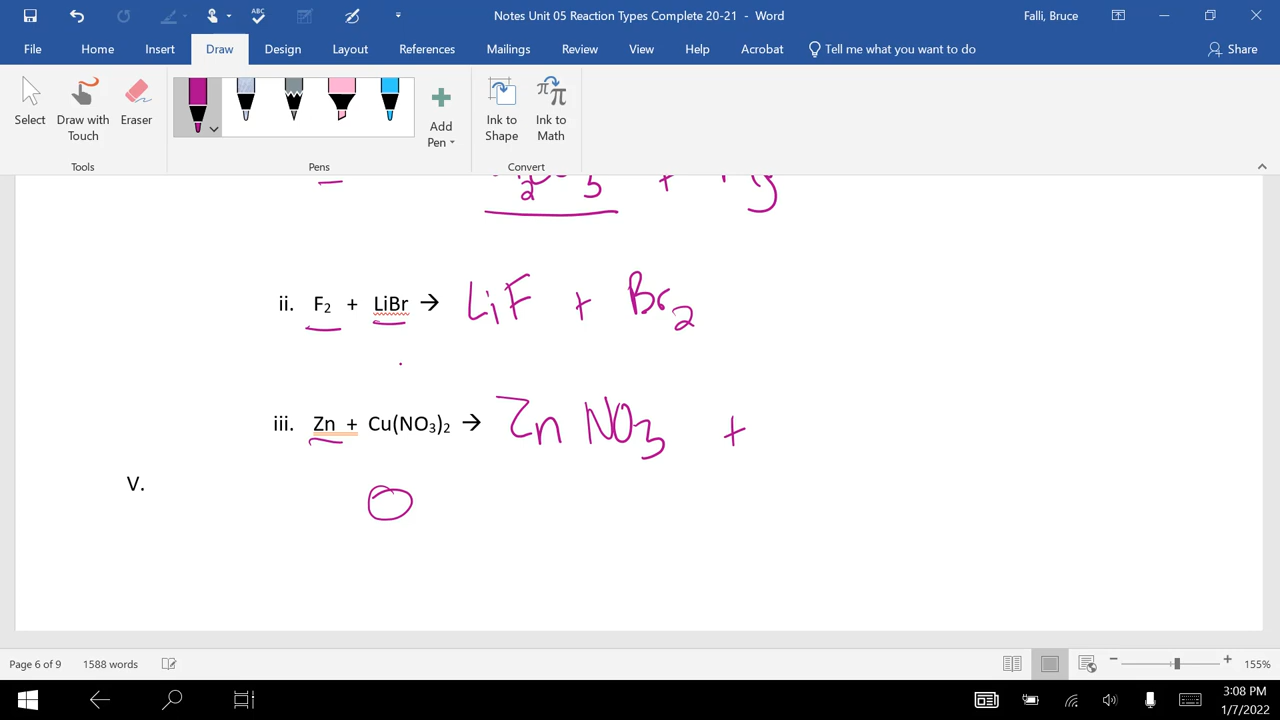 Notes Unit 05 Reaction Types Complete 20-21 - Word
Falli, Bruce
File Home Insert Draw Design Layout References Mailings Review View Help Acrobat Tell me what you want to do Share
Select Draw with Touch Eraser Add Pen Ink to Shape Ink to Math
Tools Pens Convert
ii. F2 + LiBr → LiF + Br2
iii. Zn + Cu(NO3)2 → Zn NO3 +
V.
Page 6 of 9 1588 words 155%
3:08 PM
1/7/2022